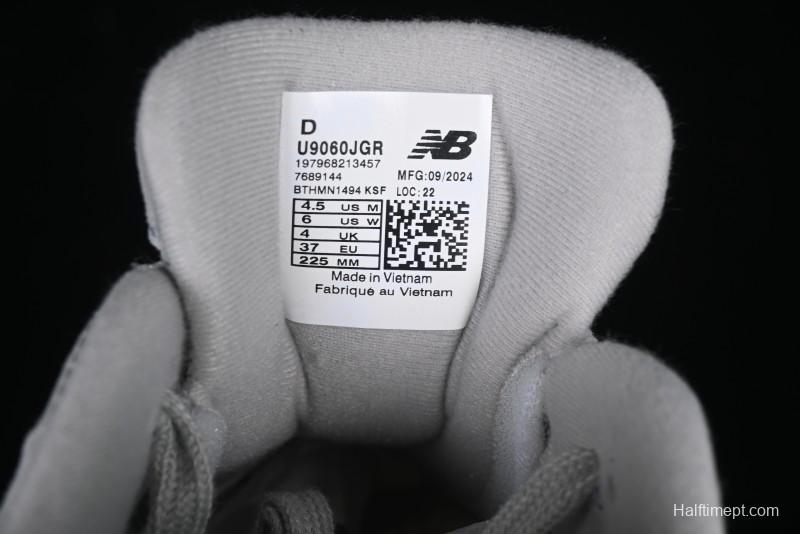 D
U9060JGR
NB
197968213457
7689144 MFG:09/2024
BTHMN1494 KSF LOC: 22
4.5 US M
6 US W
4 UK
37 EU
225 MM
Made in Vietnam
Fabriqué au Vietnam
Halftimept.com